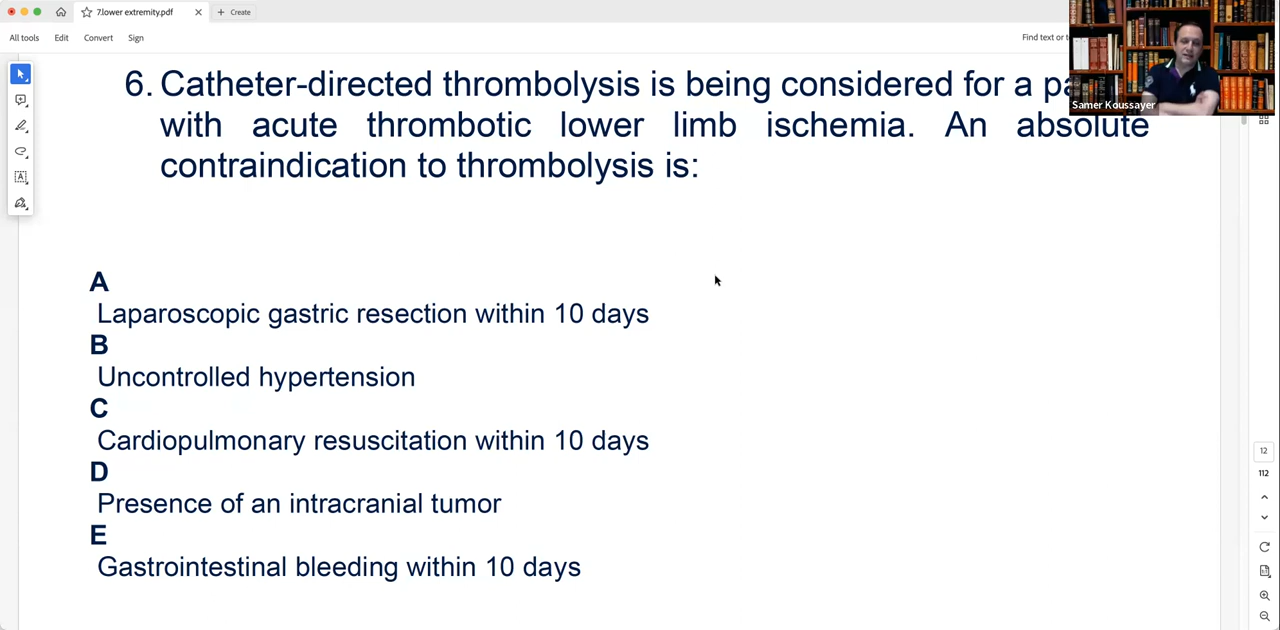 7.lower extremity.pdf
Create
All tools Edit Convert Sign
Find text or
Samer Koussayer
6. Catheter-directed thrombolysis is being considered for a
with acute thrombotic lower limb ischemia. An absolute
contraindication to thrombolysis is:
A
Laparoscopic gastric resection within 10 days
B
Uncontrolled hypertension
C
Cardiopulmonary resuscitation within 10 days
D
Presence of an intracranial tumor
E
Gastrointestinal bleeding within 10 days
12
112